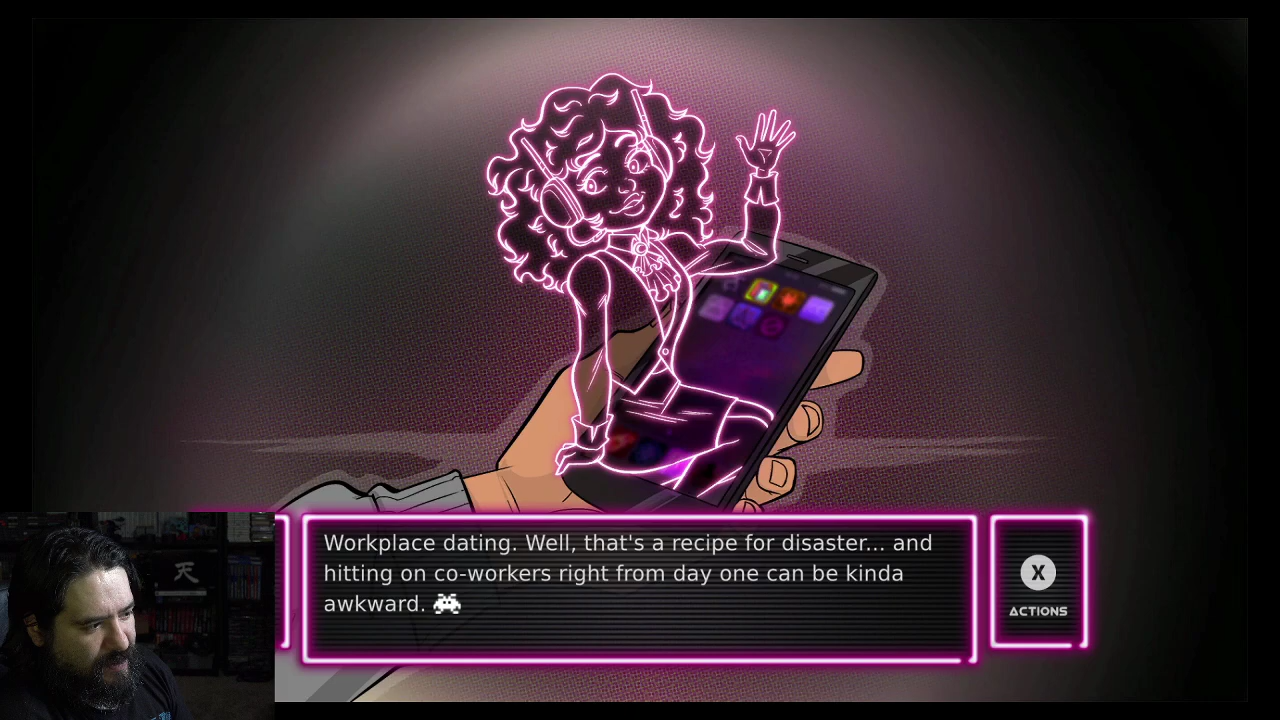 Workplace dating. Well, that's a recipe for disaster... and
hitting on co-workers right from day one can be kinda
awkward.
X
ACTIONS
天